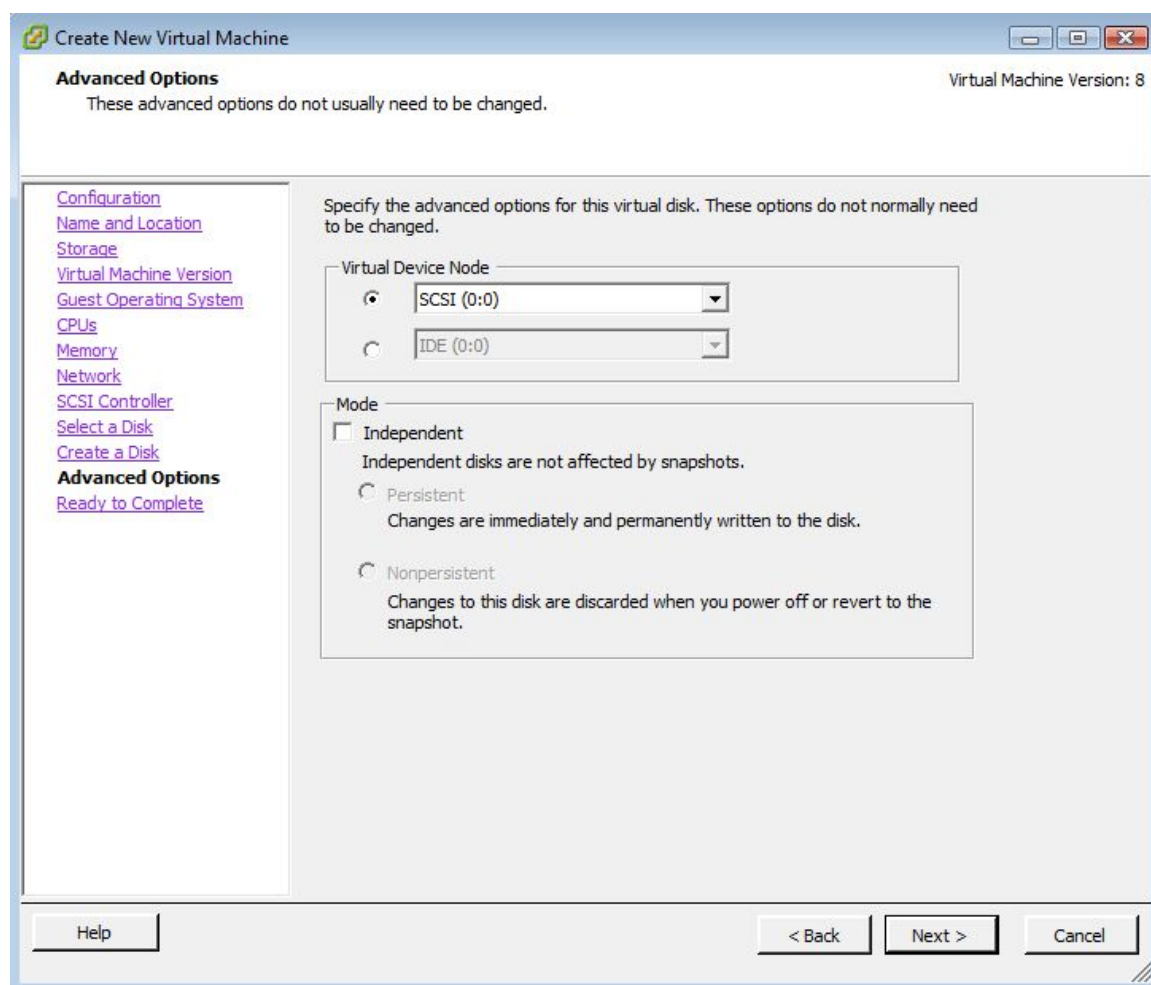 Create New Virtual Machine
Advanced Options
Virtual Machine Version: 8
These advanced options do not usually need to be changed.
Configuration
Name and Location
Storage
Virtual Machine Version
Guest Operating System
CPUs
Memory
Network
SCSI Controller
Select a Disk
Create a Disk
Advanced Options
Ready to Complete
Specify the advanced options for this virtual disk. These options do not normally need
to be changed.
Virtual Device Node
SCSI (0:0)
IDE (0:0)
Mode
Independent
Independent disks are not affected by snapshots.
Persistent
Changes are immediately and permanently written to the disk.
Nonpersistent
Changes to this disk are discarded when you power off or revert to the
snapshot.
Help
< Back
Next >
Cancel